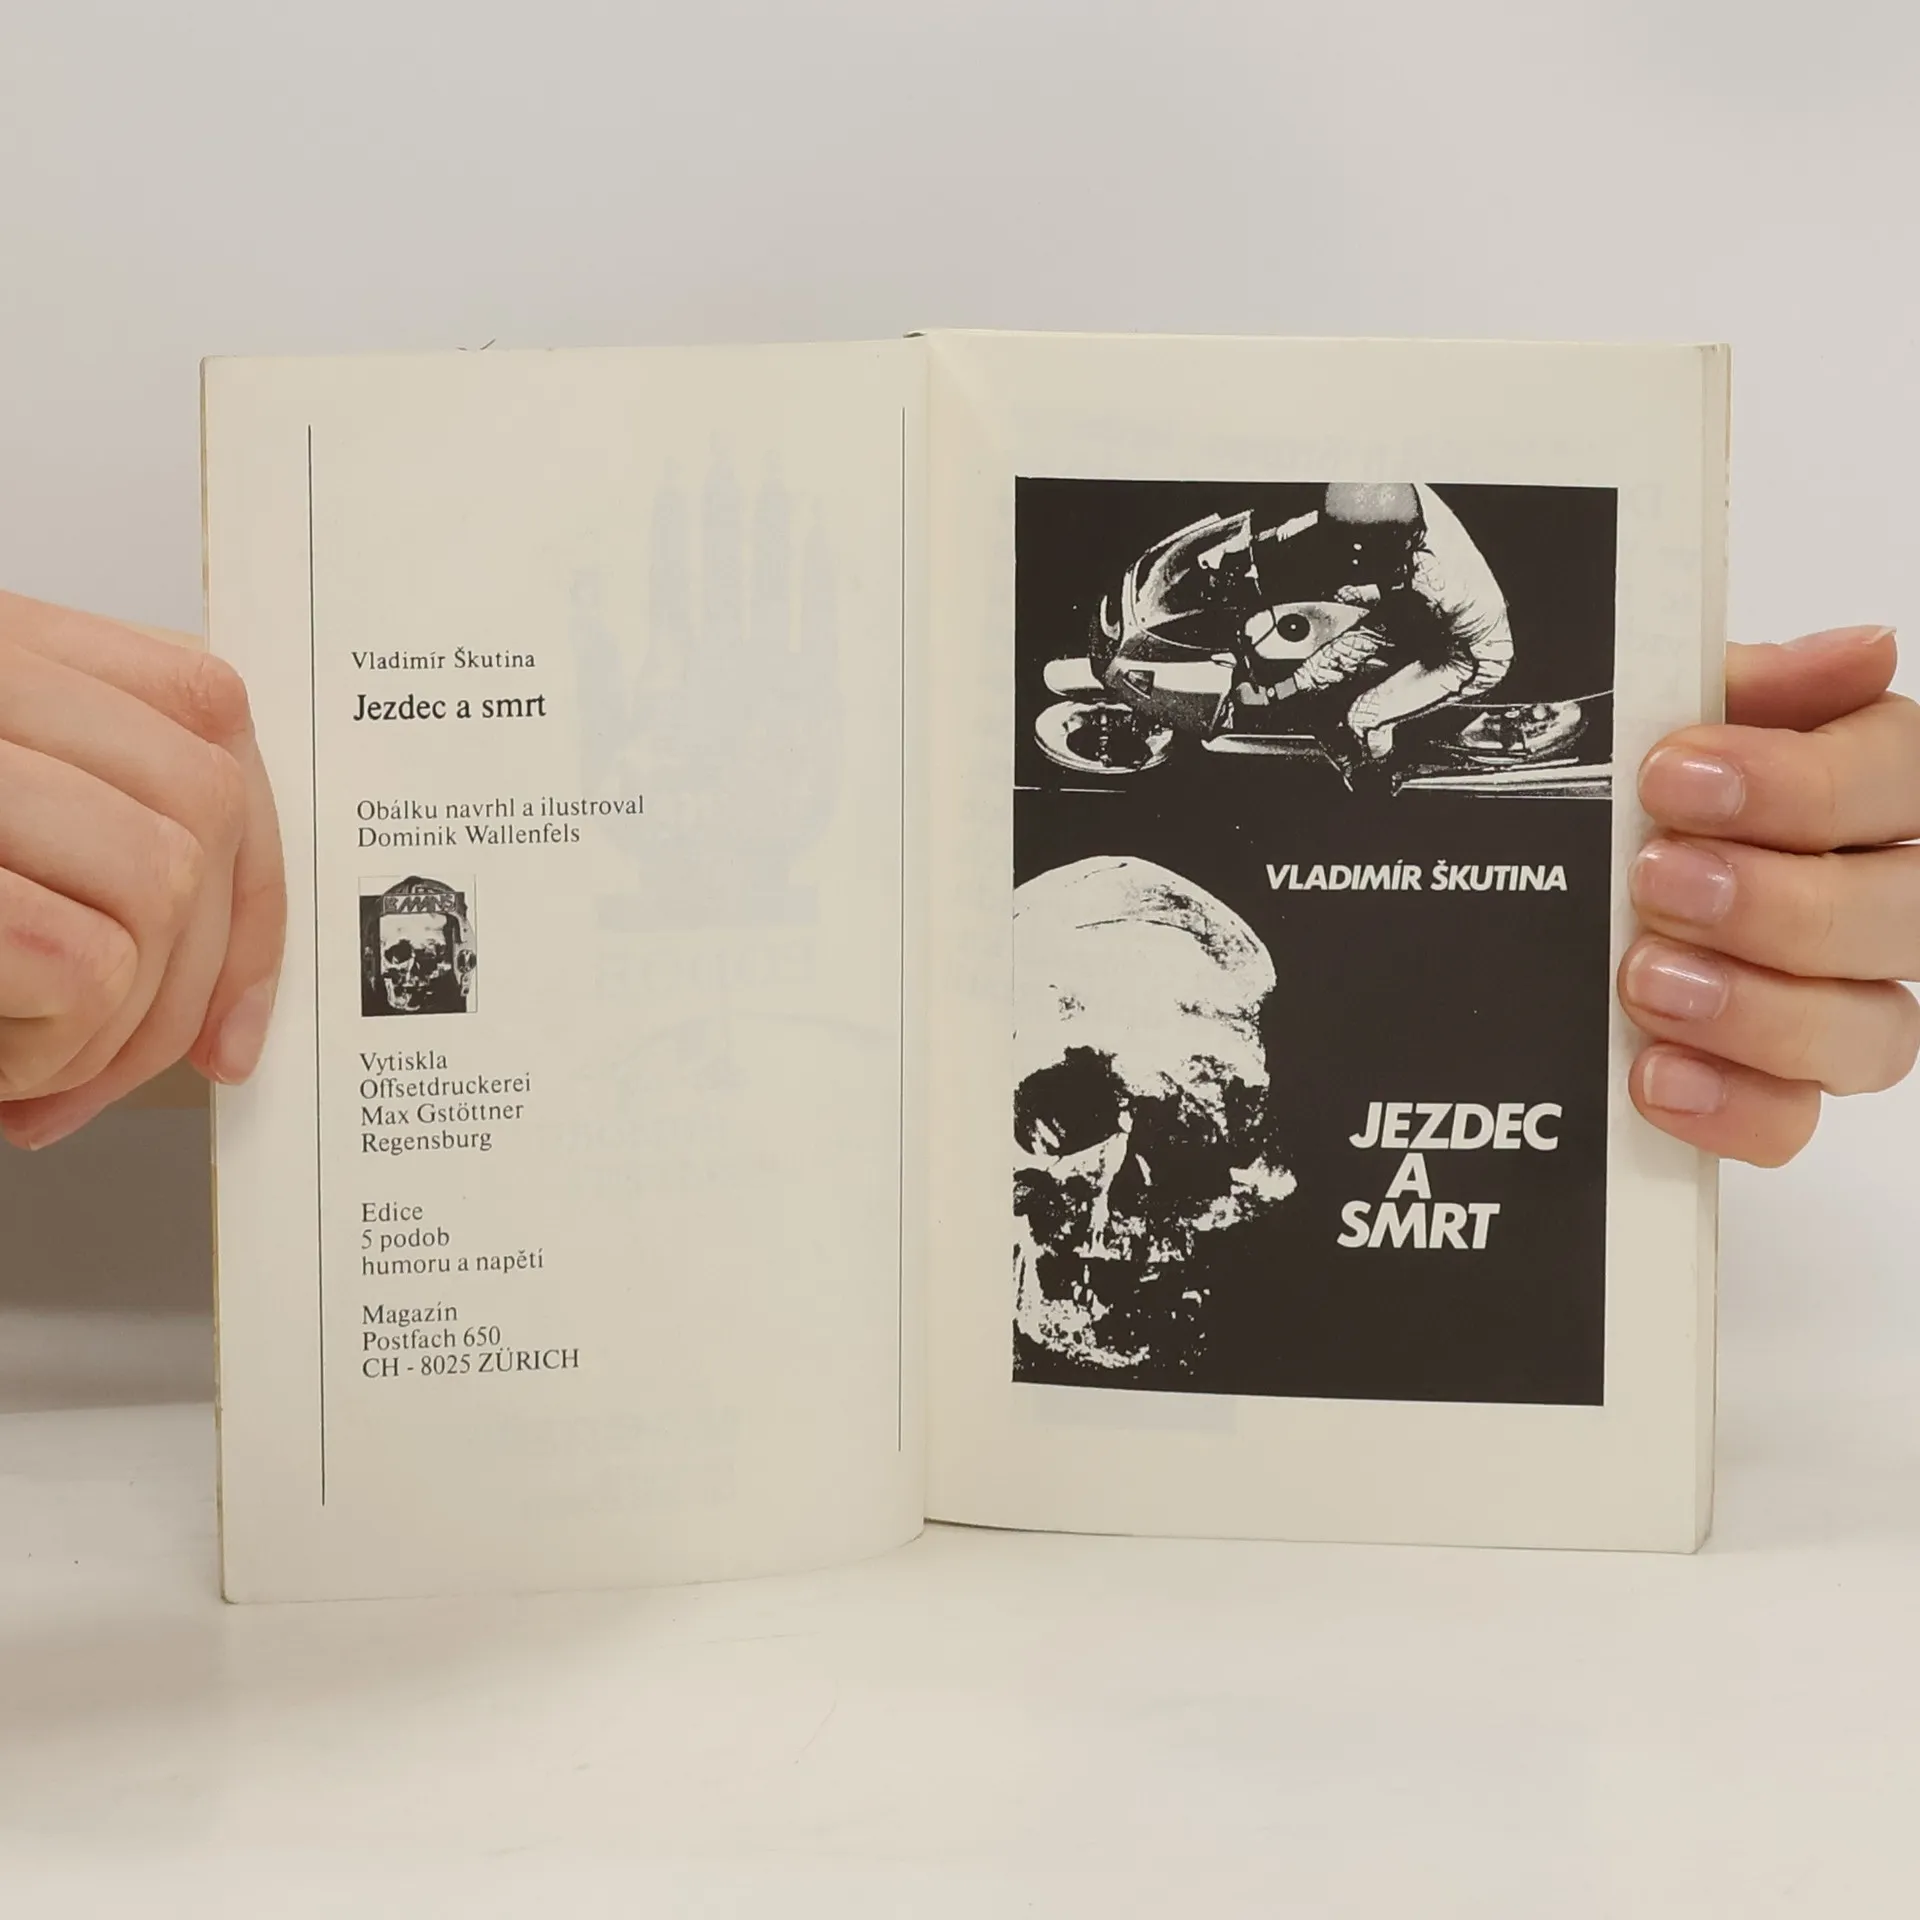 Vladimír Škutina
Jezdec a smrt
Obálku navrhl a ilustroval
Dominik Wallenfels
Vytiskla
Offsetdruckerei
Max Gstöttner
Regensburg
Edice
5 podob
humoru a napětí
Magazín
Postfach 650
CH - 8025 ZÜRICH
VLADIMÍR ŠKUTINA
JEZDEC
A
SMRT